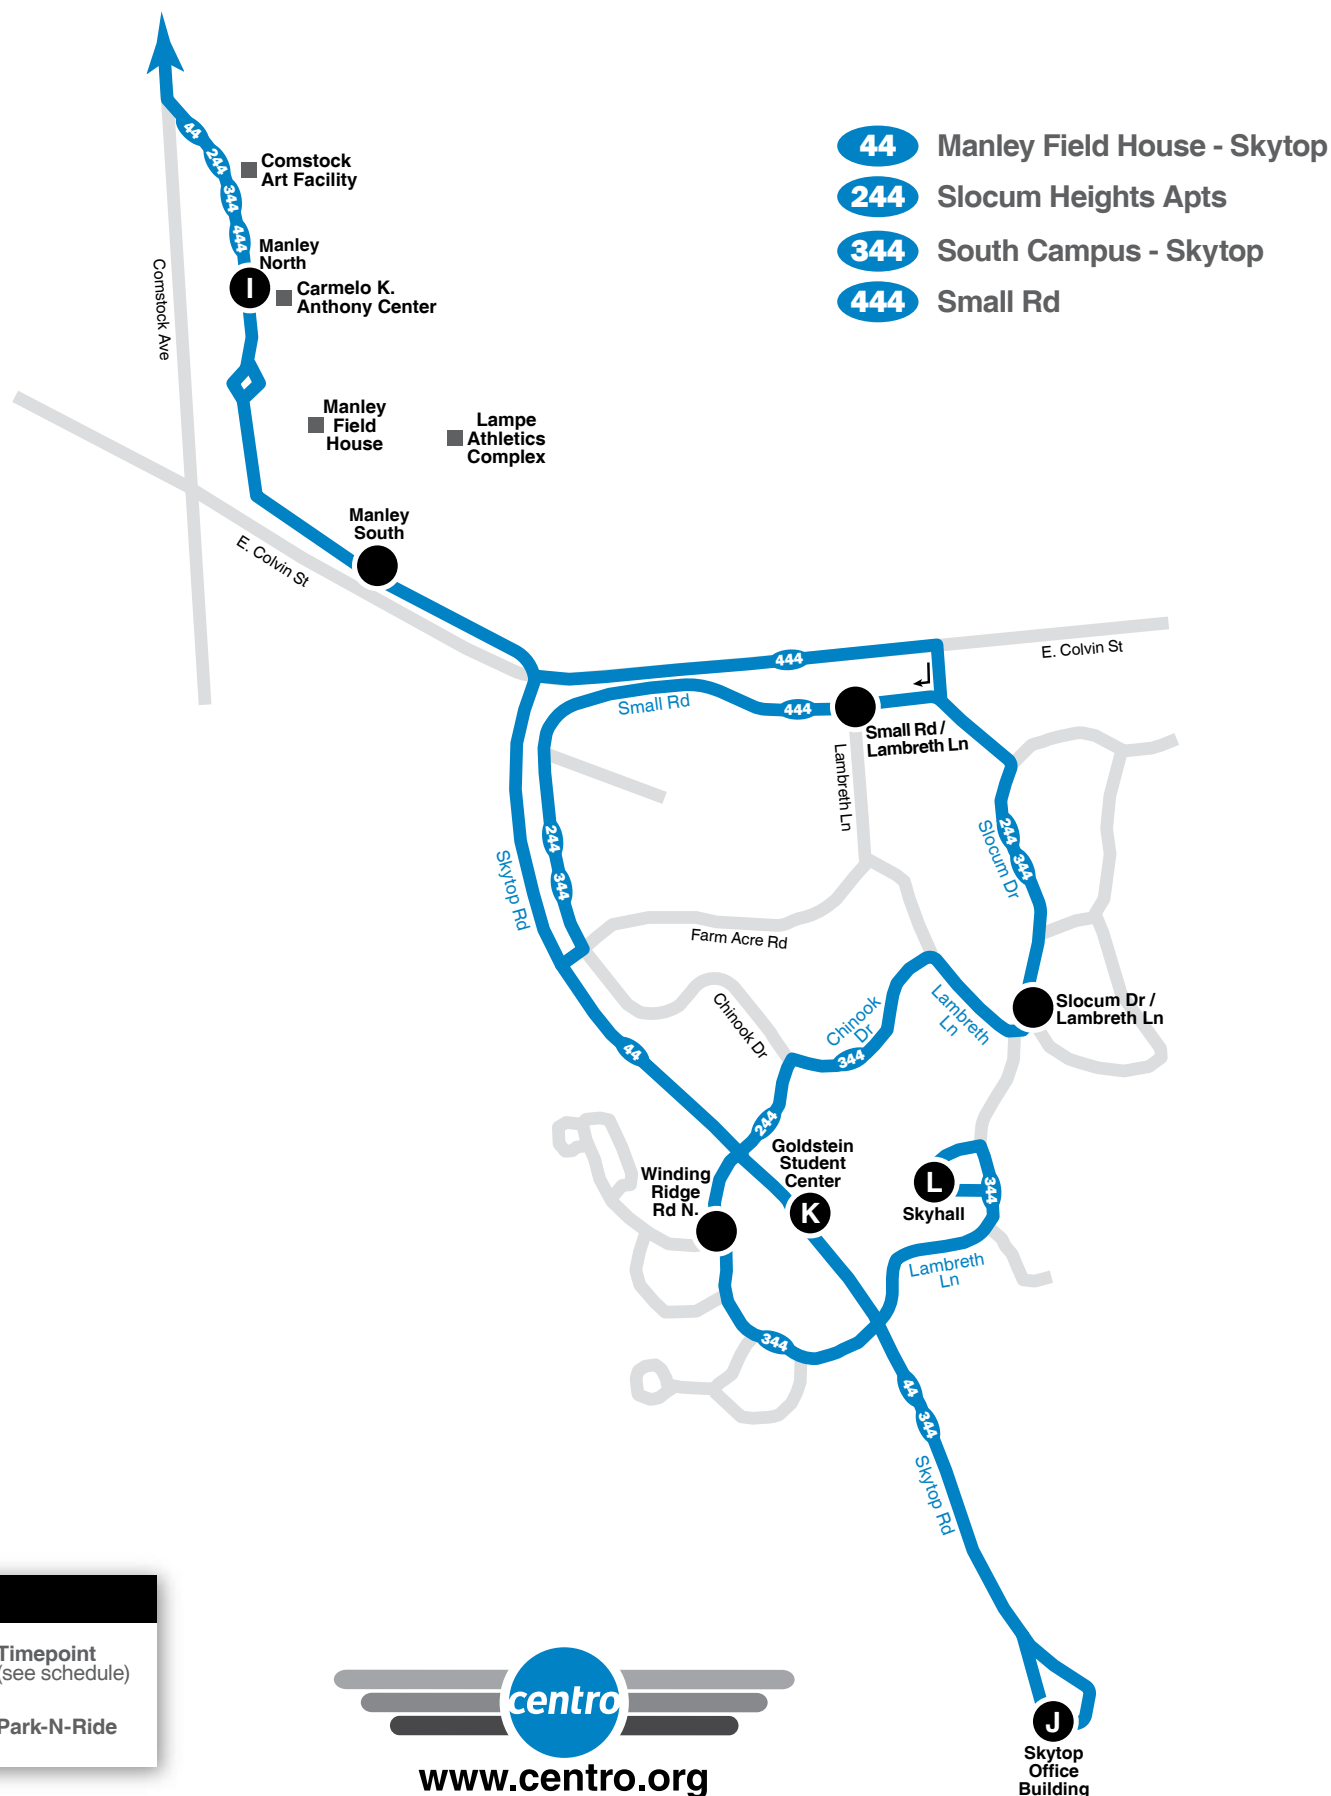 44 Manley Field House - Skytop
244 Slocum Heights Apts
344 South Campus - Skytop
444 Small Rd
44
244
344
444
Comstock
Art Facility
Manley
North
I
Carmelo K.
Anthony Center
Comstock Ave
Manley
Field
House
Lampe
Athletics
Complex
Manley
South
E. Colvin St
444
E. Colvin St
Small Rd
444
Small Rd /
Lambreth Ln
Lambreth Ln
244
344
Skytop Rd
244
344
Slocum Dr
Farm Acre Rd
Chinook Dr
Chinook
Dr
344
Lambreth
Ln
Slocum Dr /
Lambreth Ln
44
244
Goldstein
Student
Center
K
Winding
Ridge
Rd N.
L
Skyhall
344
Lambreth
Ln
344
44
344
Skytop Rd
J
Skytop
Office
Building
Timepoint
(see schedule)
Park-N-Ride
centro
www.centro.org